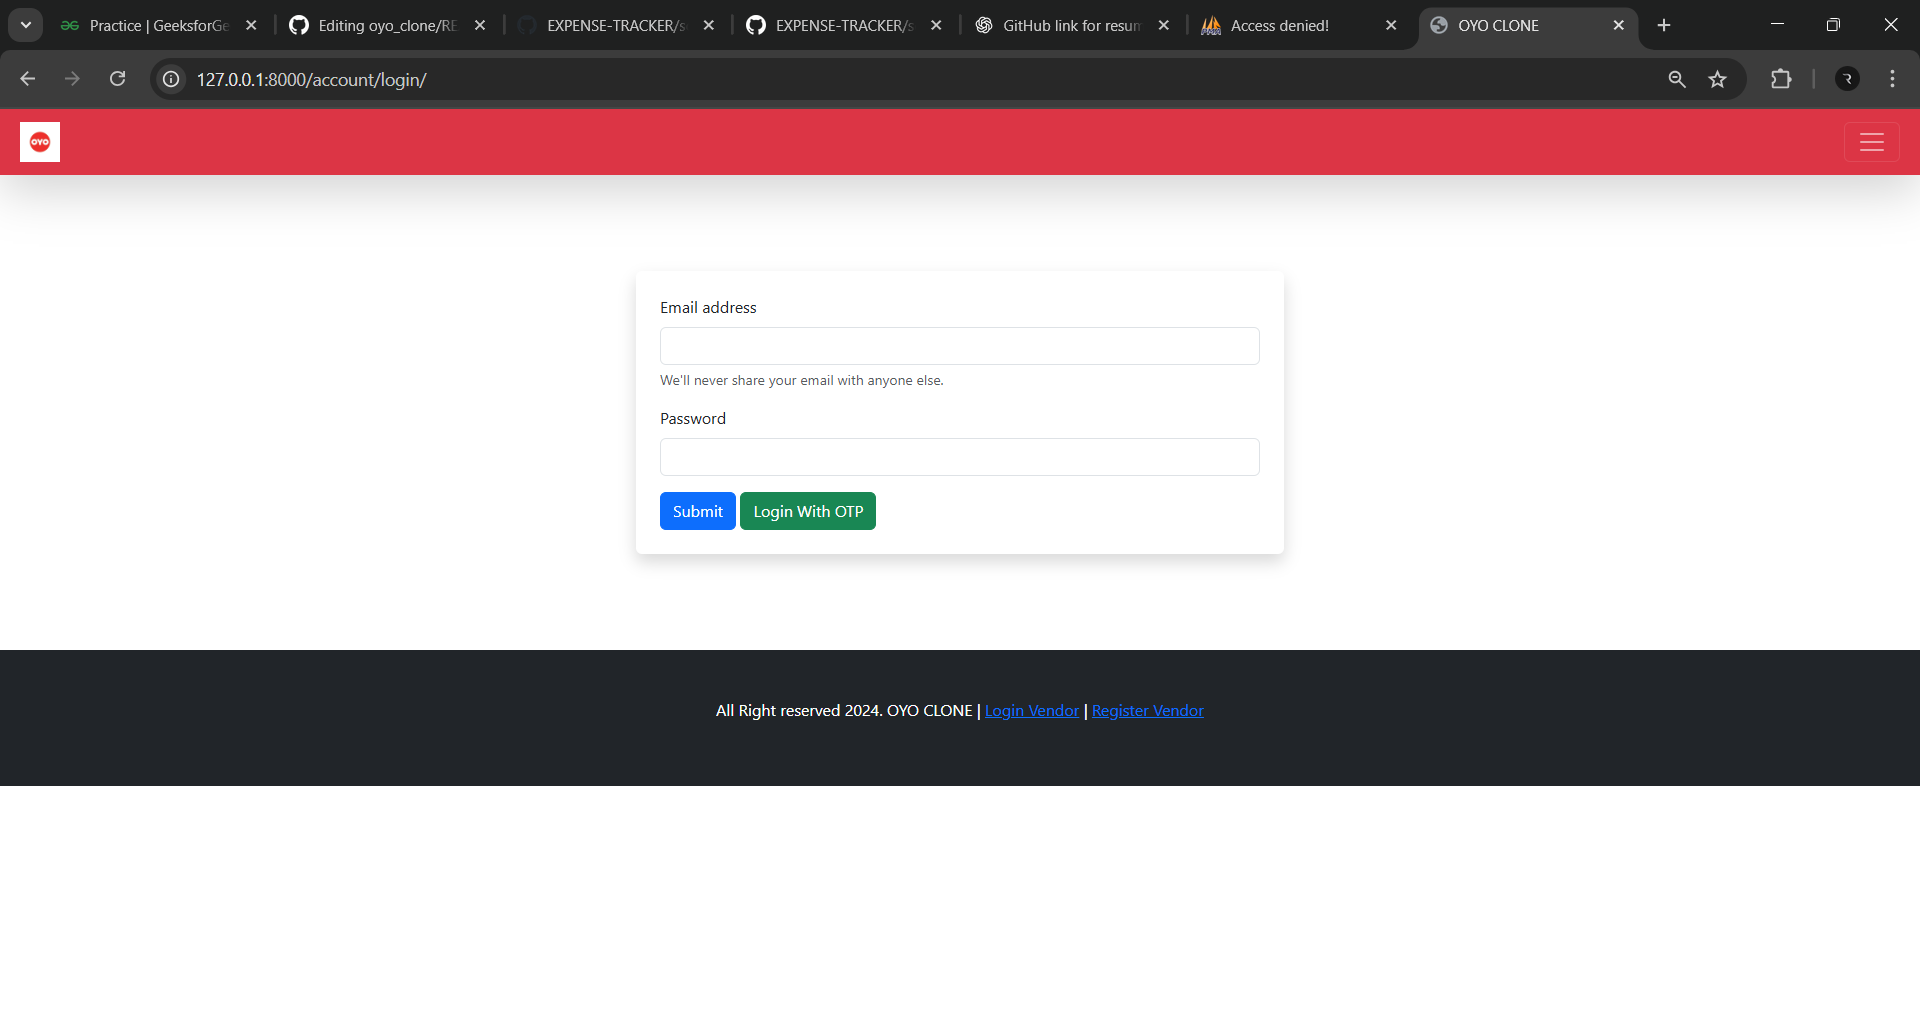 Practice | GeeksforGe
Editing oyo_clone/RE
EXPENSE-TRACKER/s
EXPENSE-TRACKER/s
GitHub link for resum
Access denied!
OYO CLONE
127.0.0.1:8000/account/login/
OYO
Email address
We'll never share your email with anyone else.
Password
Submit Login With OTP
All Right reserved 2024. OYO CLONE | Login Vendor | Register Vendor